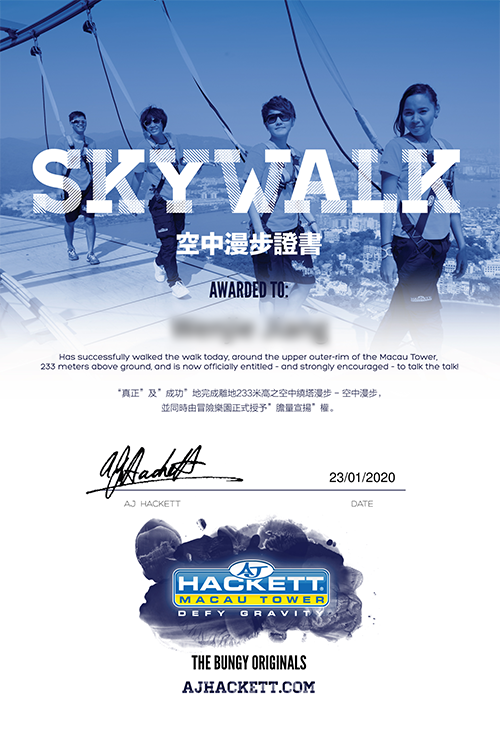 SKYWALK
空中漫步證書
AWARDED TO:
Has successfully walked the walk today, around the upper outer-rim of the Macau Tower,
233 meters above ground, and is now officially entitled - and strongly encouraged - to talk the talk!
“真正”及“成功”地完成離地233米高之空中繞塔漫步 - 空中漫步,
並同時由冒險樂園正式授予“膽量宣揚”權。
AJ Hackett
23/01/2020
AJ HACKETT
DATE
AJ
HACKETT
MACAU TOWER
DEFY GRAVITY
THE BUNGY ORIGINALS
AJHACKETT.COM